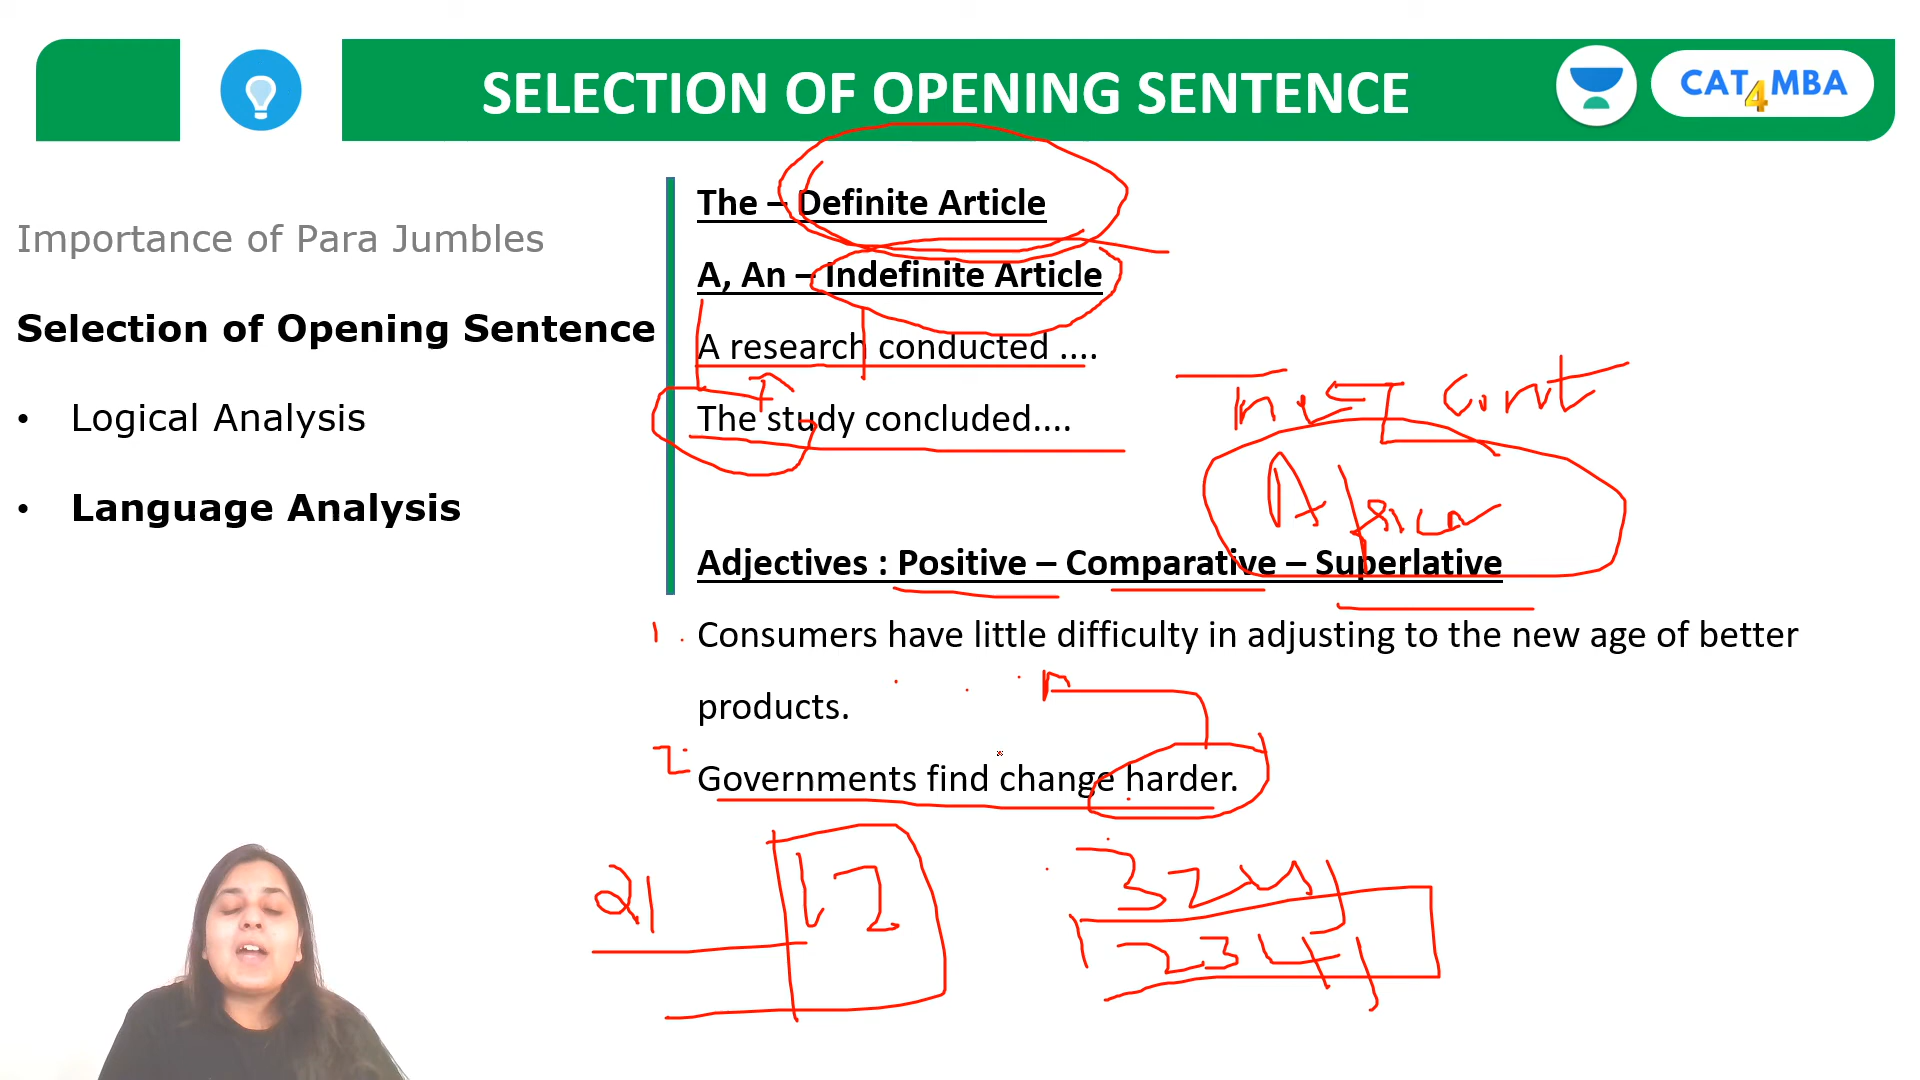 SELECTION OF OPENING SENTENCE
CAT4MBA
Importance of Para Jumbles
Selection of Opening Sentence
• Logical Analysis
• Language Analysis
The – Definite Article
A, An – Indefinite Article
A research conducted ....
The study concluded....
Adjectives : Positive – Comparative – Superlative
1. Consumers have little difficulty in adjusting to the new age of better
products.
2 Governments find change harder.
21
12
3241
2341